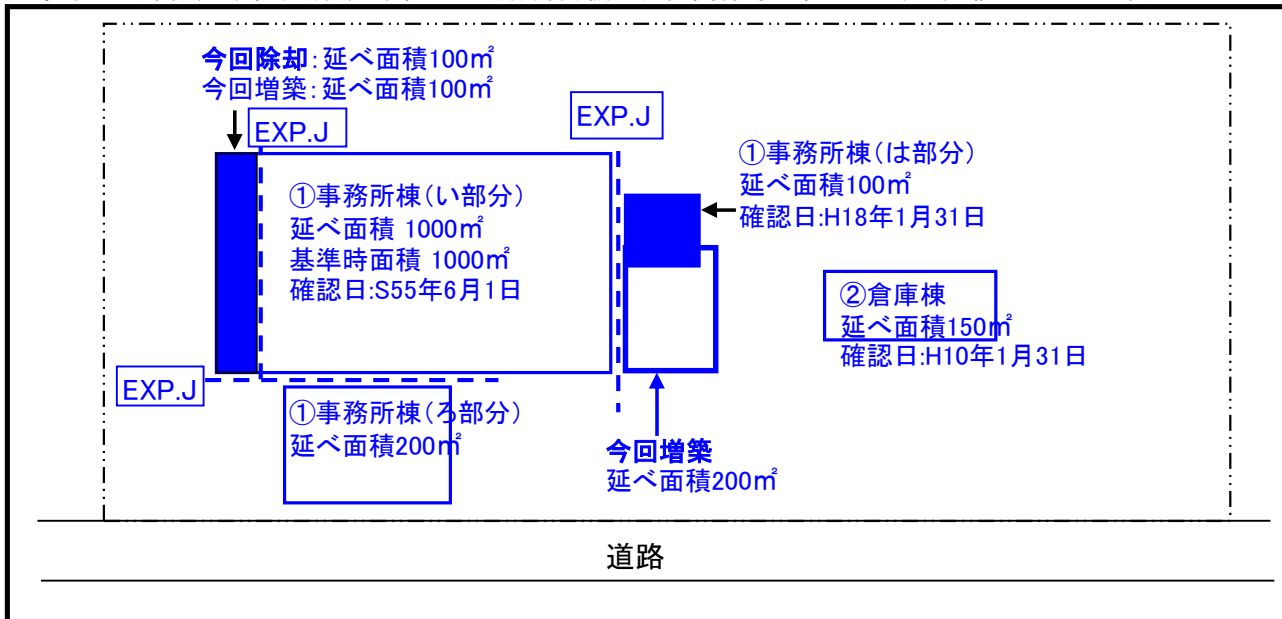 今回除却：延べ面積100㎡
今回増築：延べ面積100㎡
EXP.J
EXP.J
①事務所棟（い部分）
延べ面積 1000㎡
基準時面積 1000㎡
確認日：S55年6月1日
①事務所棟（は部分）
延べ面積100㎡
確認日：H18年1月31日
②倉庫棟
延べ面積150㎡
確認日：H10年1月31日
EXP.J
①事務所棟（ろ部分）
延べ面積200㎡
今回増築
延べ面積200㎡
道路